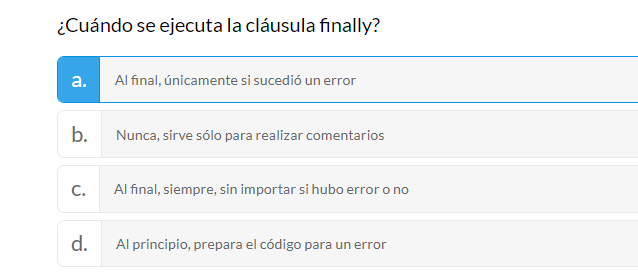 ¿Cuándo se ejecuta la cláusula finally?
a. Al final, únicamente si sucedió un error
b. Nunca, sirve sólo para realizar comentarios
c. Al final, siempre, sin importar si hubo error o no
d. Al principio, prepara el código para un error